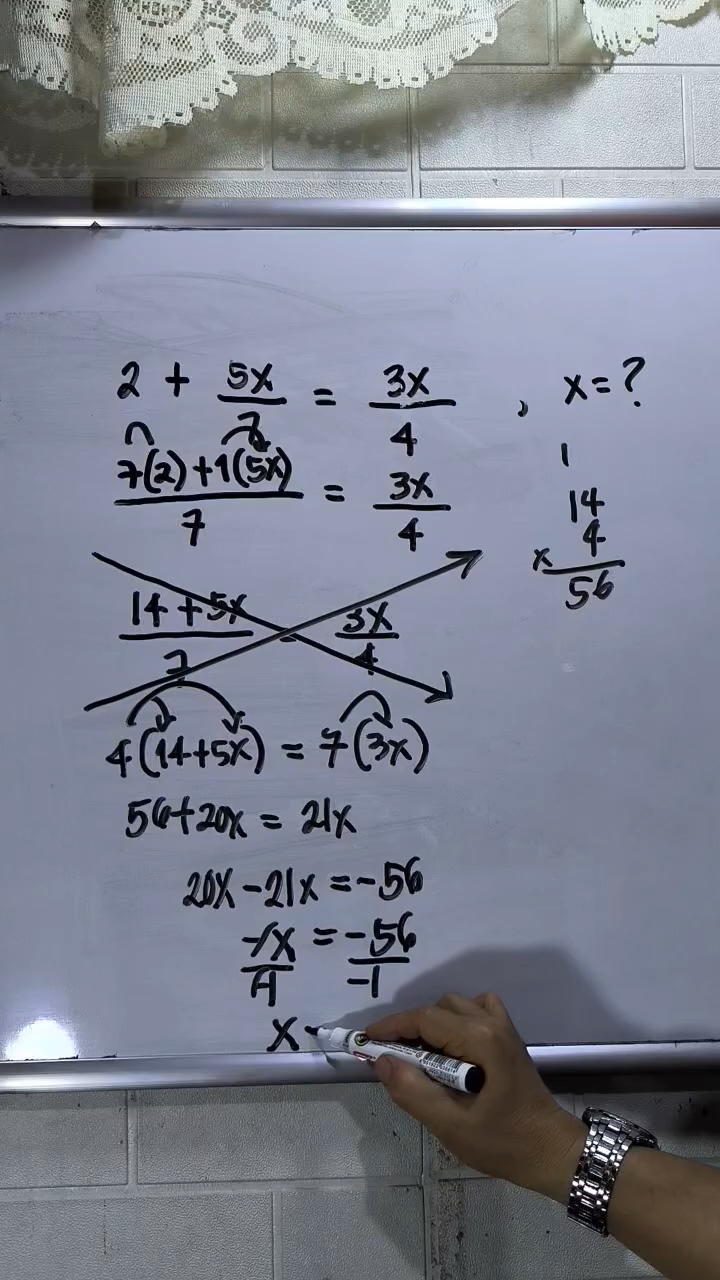 2 + 5x/7 = 3x/4 , x = ?
7(2) + 1(5x)/7 = 3x/4
1
14
x 4
56
14 + 5x/7 3x/4
4(14+5x) = 7(3x)
56+20x = 21x
20x - 21x = -56
-1x/-1 = -56/-1
x